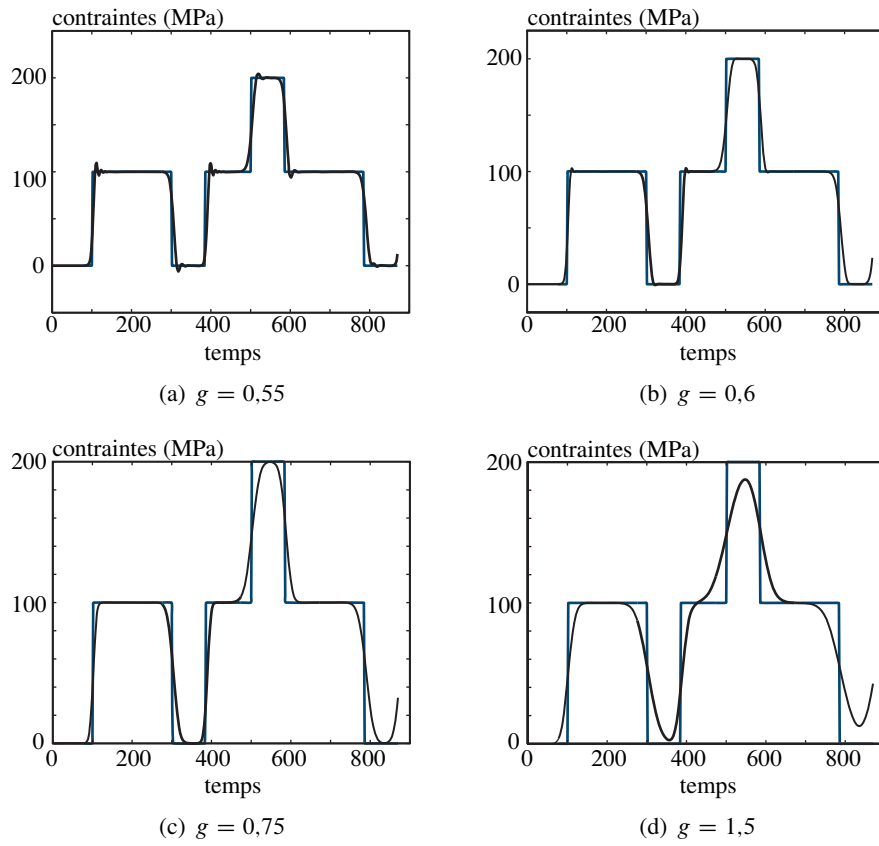 contraintes (MPa)
200
100
0
0 200 400 600 800
temps
(a) g = 0,55
contraintes (MPa)
200
100
0
0 200 400 600 800
temps
(b) g = 0,6
contraintes (MPa)
200
100
0
0 200 400 600 800
temps
(c) g = 0,75
contraintes (MPa)
200
100
0
0 200 400 600 800
temps
(d) g = 1,5